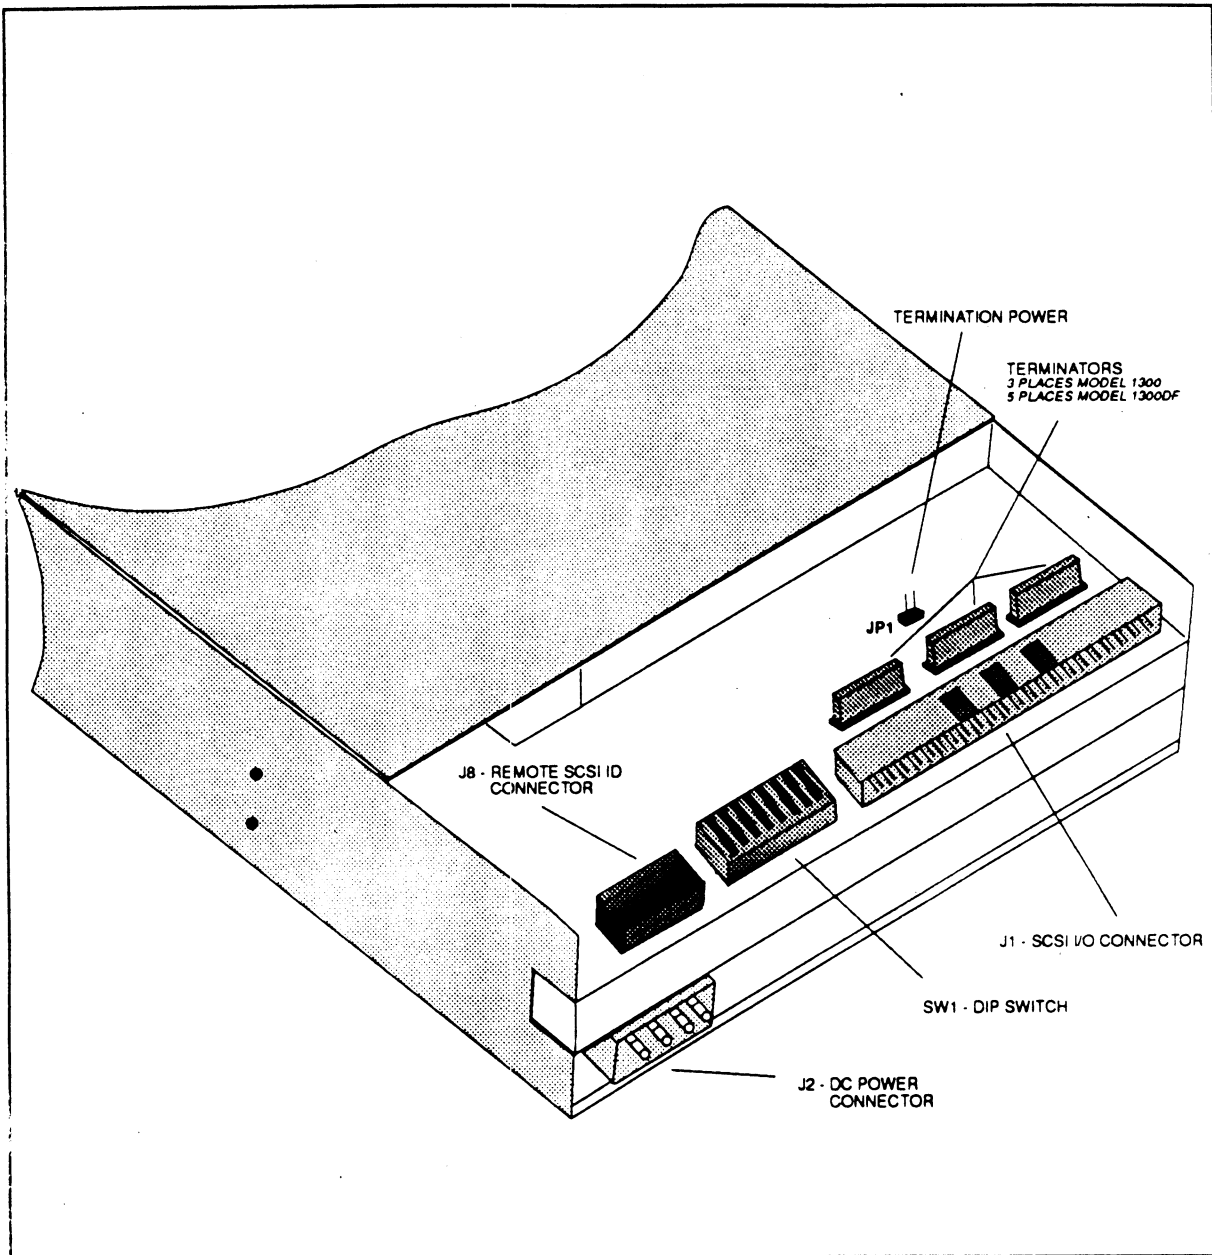 TERMINATION POWER
TERMINATORS
3 PLACES MODEL 1300
5 PLACES MODEL 1300DF
JP1
J8 - REMOTE SCSI ID
CONNECTOR
J1 - SCSI I/O CONNECTOR
SW1 - DIP SWITCH
J2 - DC POWER
CONNECTOR